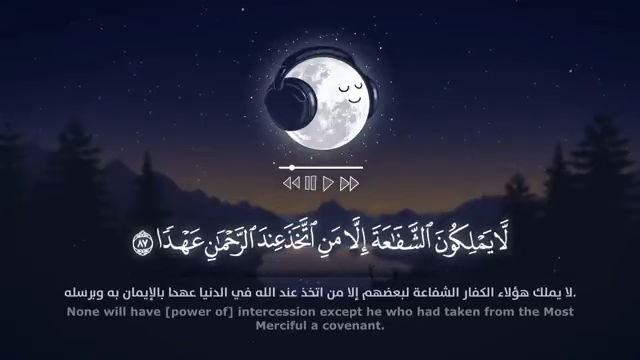 لَّا يَمْلِكُونَ ٱلشَّفَٰعَةَ إِلَّا مَنِ ٱتَّخَذَ عِندَ ٱلرَّحْمَٰنِ عَهْدًا ٨٧
لا يملك هؤلاء الكفار الشفاعة لبعضهم إلا من اتخذ عند الله في الدنيا عهدا بالإيمان به وبرسله.
None will have [power of] intercession except he who had taken from the Most
Merciful a covenant.